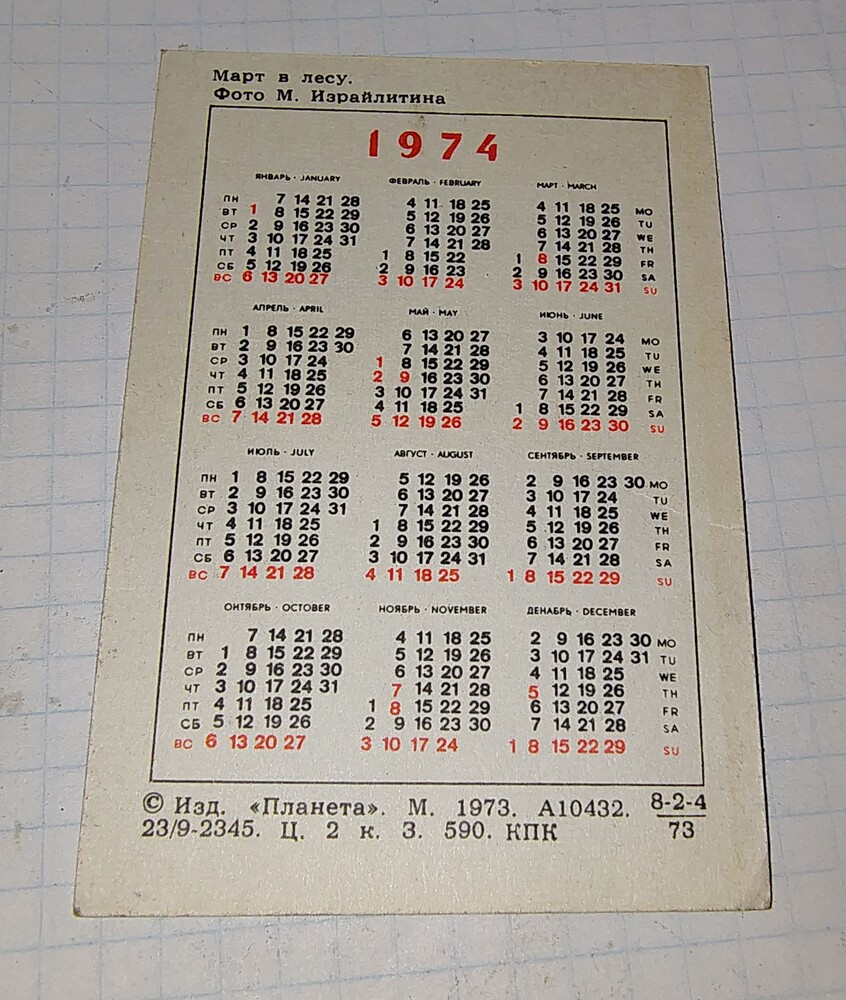 Март в лесу.
Фото М. Израйлитина
1974
ЯНВАРЬ · JANUARY ФЕВРАЛЬ · FEBRUARY МАРТ · MARCH
ПН 7 14 21 28 4 11 18 25 4 11 18 25 MO
ВТ 1 8 15 22 29 5 12 19 26 5 12 19 26 TU
СР 2 9 16 23 30 6 13 20 27 6 13 20 27 WE
ЧТ 3 10 17 24 31 7 14 21 28 7 14 21 28 TH
ПТ 4 11 18 25 1 8 15 22 1 8 15 22 29 FR
СБ 5 12 19 26 2 9 16 23 2 9 16 23 30 SA
ВС 6 13 20 27 3 10 17 24 3 10 17 24 31 SU
АПРЕЛЬ · APRIL МАЙ · MAY ИЮНЬ · JUNE
ПН 1 8 15 22 29 6 13 20 27 3 10 17 24 MO
ВТ 2 9 16 23 30 7 14 21 28 4 11 18 25 TU
СР 3 10 17 24 1 8 15 22 29 5 12 19 26 WE
ЧТ 4 11 18 25 2 9 16 23 30 6 13 20 27 TH
ПТ 5 12 19 26 3 10 17 24 31 7 14 21 28 FR
СБ 6 13 20 27 4 11 18 25 1 8 15 22 29 SA
ВС 7 14 21 28 5 12 19 26 2 9 16 23 30 SU
ИЮЛЬ · JULY АВГУСТ · AUGUST СЕНТЯБРЬ · SEPTEMBER
ПН 1 8 15 22 29 5 12 19 26 2 9 16 23 30 MO
ВТ 2 9 16 23 30 6 13 20 27 3 10 17 24 TU
СР 3 10 17 24 31 7 14 21 28 4 11 18 25 WE
ЧТ 4 11 18 25 1 8 15 22 29 5 12 19 26 TH
ПТ 5 12 19 26 2 9 16 23 30 6 13 20 27 FR
СБ 6 13 20 27 3 10 17 24 31 7 14 21 28 SA
ВС 7 14 21 28 4 11 18 25 1 8 15 22 29 SU
ОКТЯБРЬ · OCTOBER НОЯБРЬ · NOVEMBER ДЕКАБРЬ · DECEMBER
ПН 7 14 21 28 4 11 18 25 2 9 16 23 30 MO
ВТ 1 8 15 22 29 5 12 19 26 3 10 17 24 31 TU
СР 2 9 16 23 30 6 13 20 27 4 11 18 25 WE
ЧТ 3 10 17 24 31 7 14 21 28 5 12 19 26 TH
ПТ 4 11 18 25 1 8 15 22 29 6 13 20 27 FR
СБ 5 12 19 26 2 9 16 23 30 7 14 21 28 SA
ВС 6 13 20 27 3 10 17 24 1 8 15 22 29 SU
© Изд. «Планета». М. 1973. А10432. 8-2-4
23/9-2345. Ц. 2 к. З. 590. КПК 73